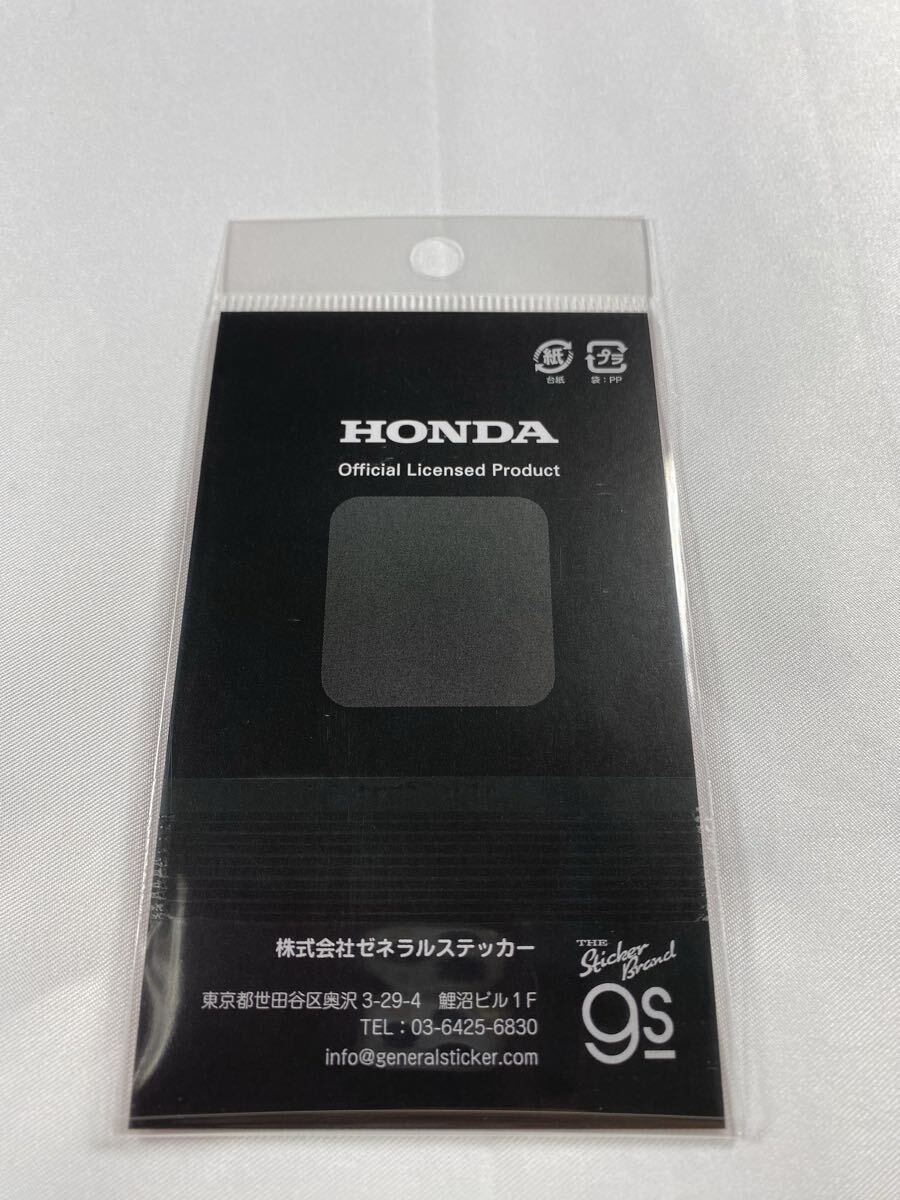 紙 プラ
台紙 袋：PP
HONDA
Official Licensed Product
株式会社ゼネラルステッカー
東京都世田谷区奥沢 3-29-4 鯉沼ビル 1 F
TEL：03-6425-6830
info@generalsticker.com
THE
Sticker
Brand
gs